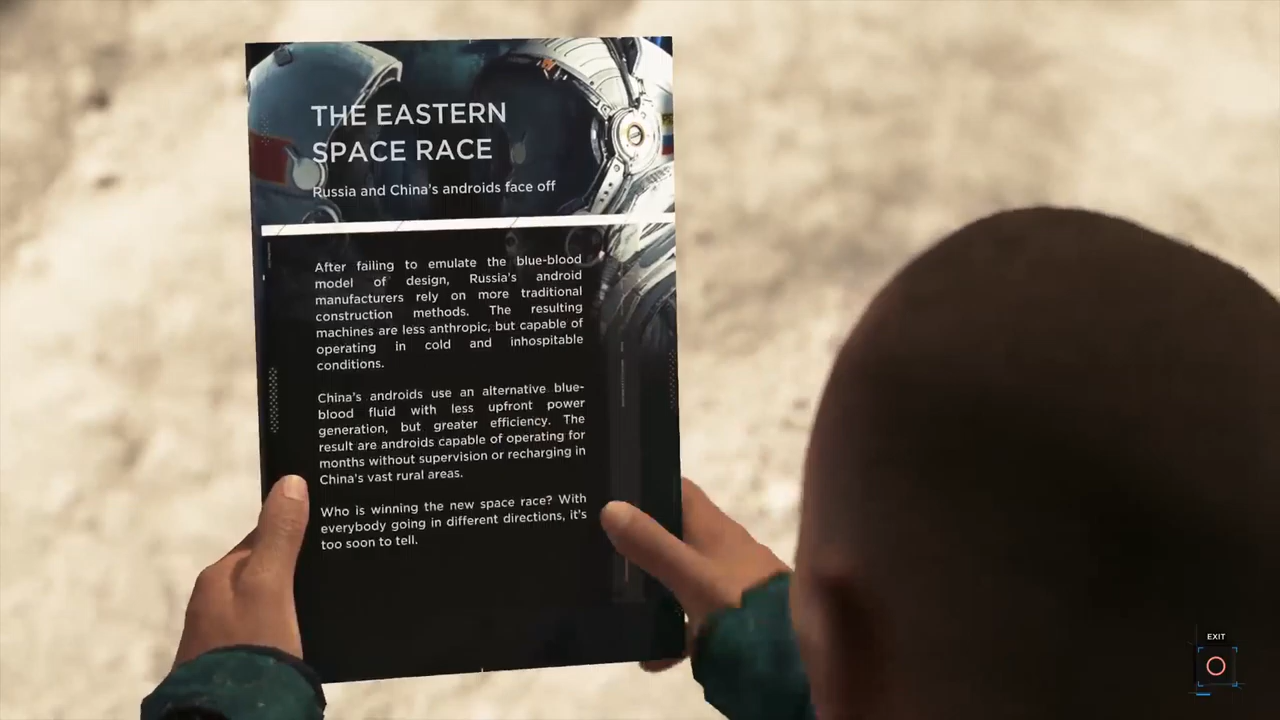 THE EASTERN
SPACE RACE
Russia and China's androids face off
After failing to emulate the blue-blood
model of design, Russia's android
manufacturers rely on more traditional
construction methods. The resulting
machines are less anthropic, but capable of
operating in cold and inhospitable
conditions.
China's androids use an alternative blue-
blood fluid with less upfront power
generation, but greater efficiency. The
result are androids capable of operating for
months without supervision or recharging in
China's vast rural areas.
Who is winning the new space race? With
everybody going in different directions, it's
too soon to tell.
EXIT